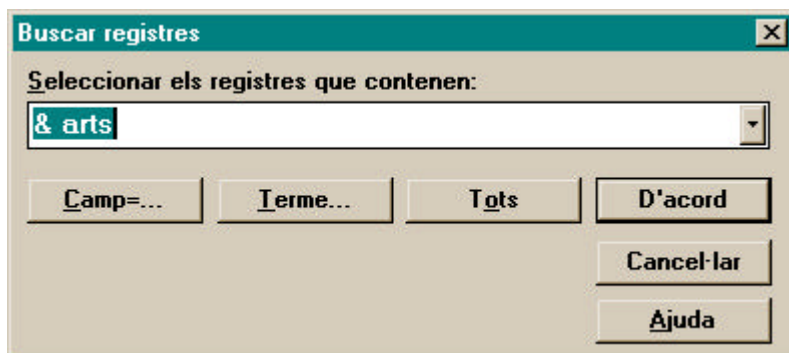 Buscar registres
Seleccionar els registres que contenen:
& arts
Camp=... Terme... Tots D'acord
Cancel·lar
Ajuda